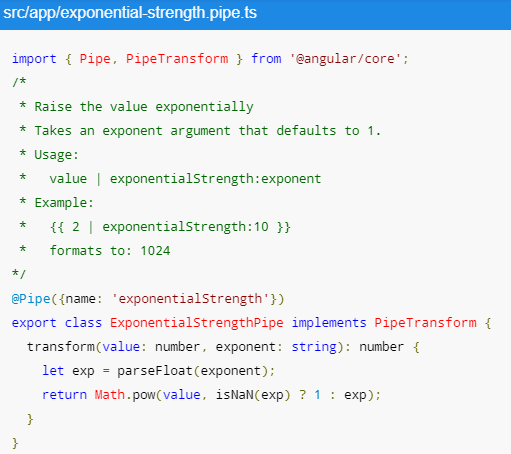 src/app/exponential-strength.pipe.ts
import { Pipe, PipeTransform } from '@angular/core';
/*
 * Raise the value exponentially
 * Takes an exponent argument that defaults to 1.
 * Usage:
 *   value | exponentialStrength:exponent
 * Example:
 *   {{ 2 | exponentialStrength:10 }}
 *   formats to: 1024
*/
@Pipe({name: 'exponentialStrength'})
export class ExponentialStrengthPipe implements PipeTransform {
  transform(value: number, exponent: string): number {
    let exp = parseFloat(exponent);
    return Math.pow(value, isNaN(exp) ? 1 : exp);
  }
}